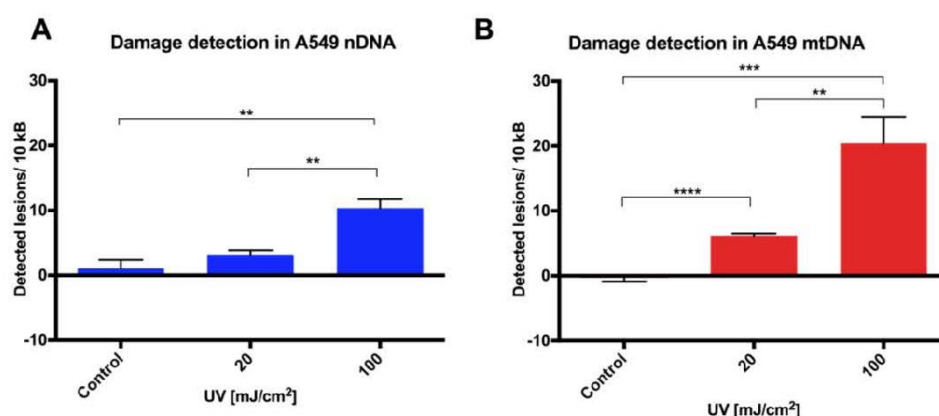 A
Damage detection in A549 nDNA
Detected lesions/ 10 kB
30
20
10
0
-10
**
**
Control
20
100
UV [mJ/cm²]
B
Damage detection in A549 mtDNA
Detected lesions/ 10 kB
30
20
10
0
-10
***
**
****
Control
20
100
UV [mJ/cm²]